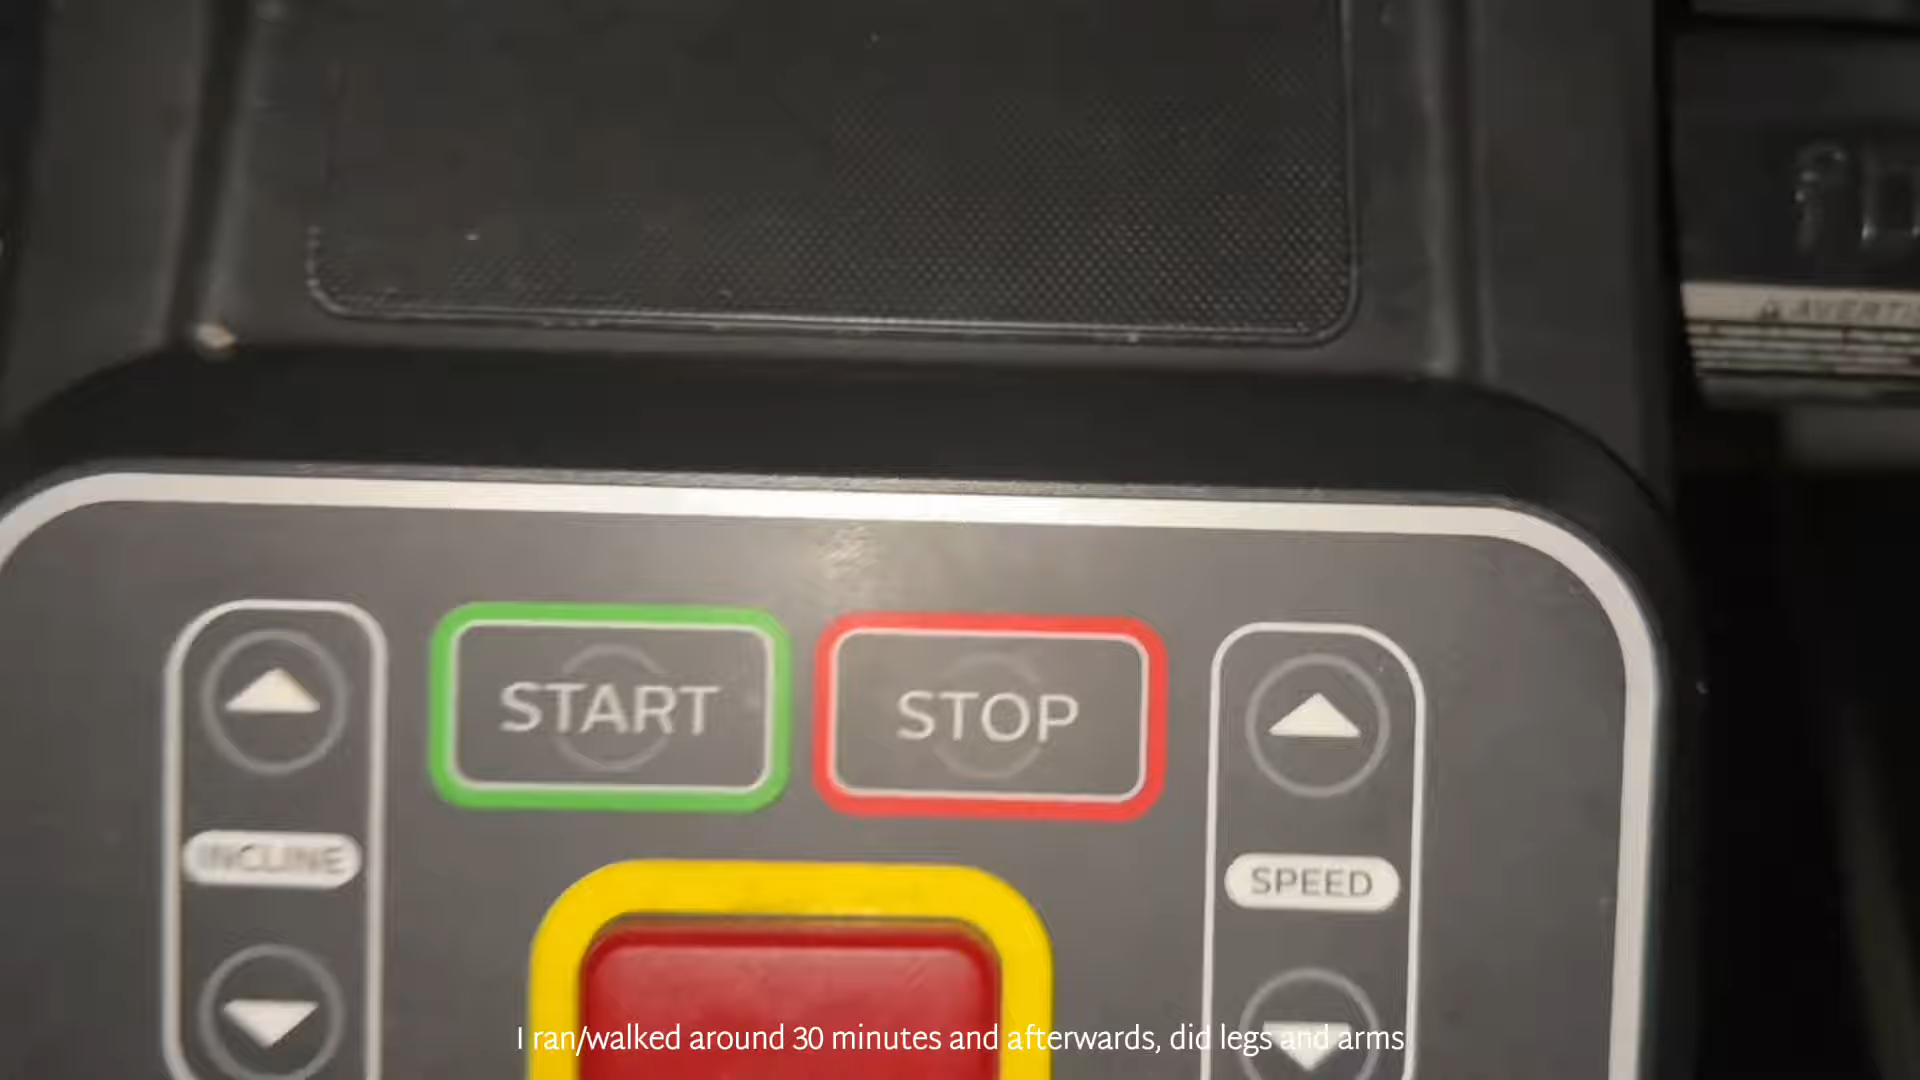 START
STOP
INCLINE
SPEED
I ran/walked around 30 minutes and afterwards, did legs and arms